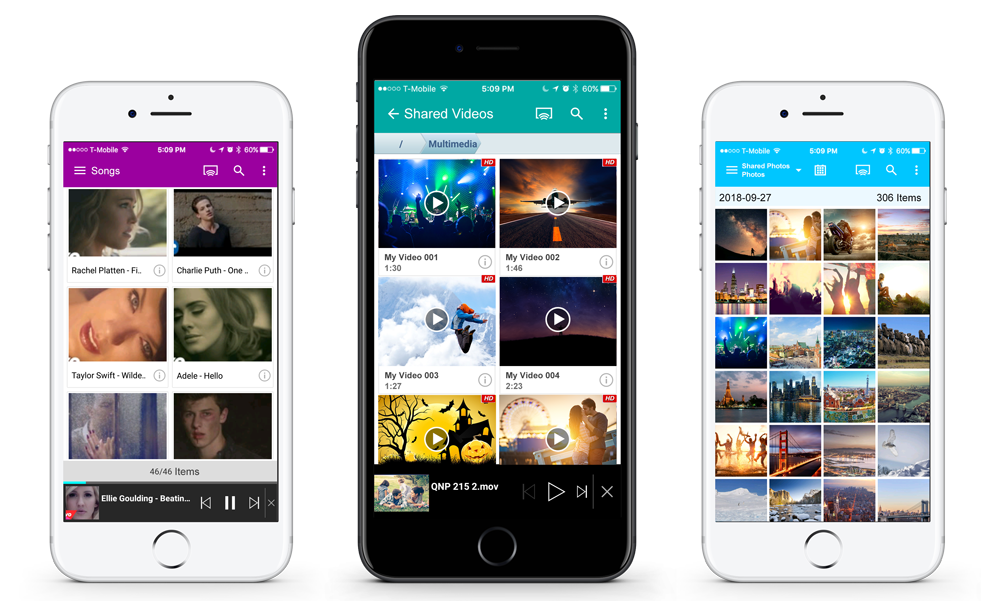 T-Mobile 5:09 PM 60%
Songs
Rachel Platten - Fi..
Charlie Puth - One ..
Taylor Swift - Wilde..
Adele - Hello
46/46 Items
Ellie Goulding - Beatin...
T-Mobile 5:09 PM 60%
Shared Videos
/ Multimedia
HD
HD
My Video 001
1:30
My Video 002
1:46
HD
HD
My Video 003
1:27
My Video 004
2:23
HD
HD
QNP 215 2.mov
T-Mobile 5:09 PM 60%
Shared Photos
Photos
2018-09-27 306 Items